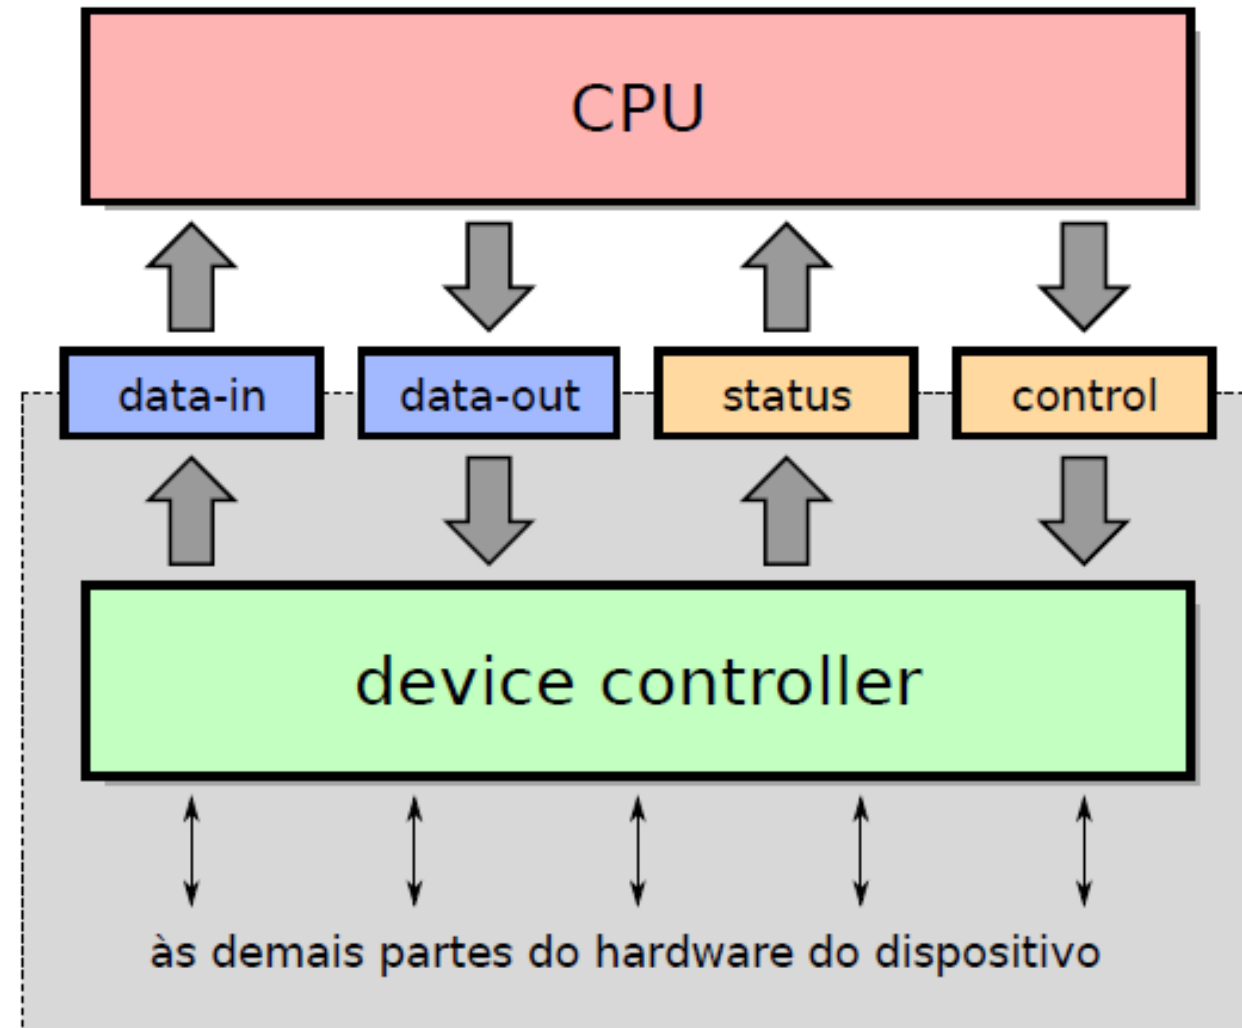 CPU
data-in
data-out
status
control
device controller
às demais partes do hardware do dispositivo